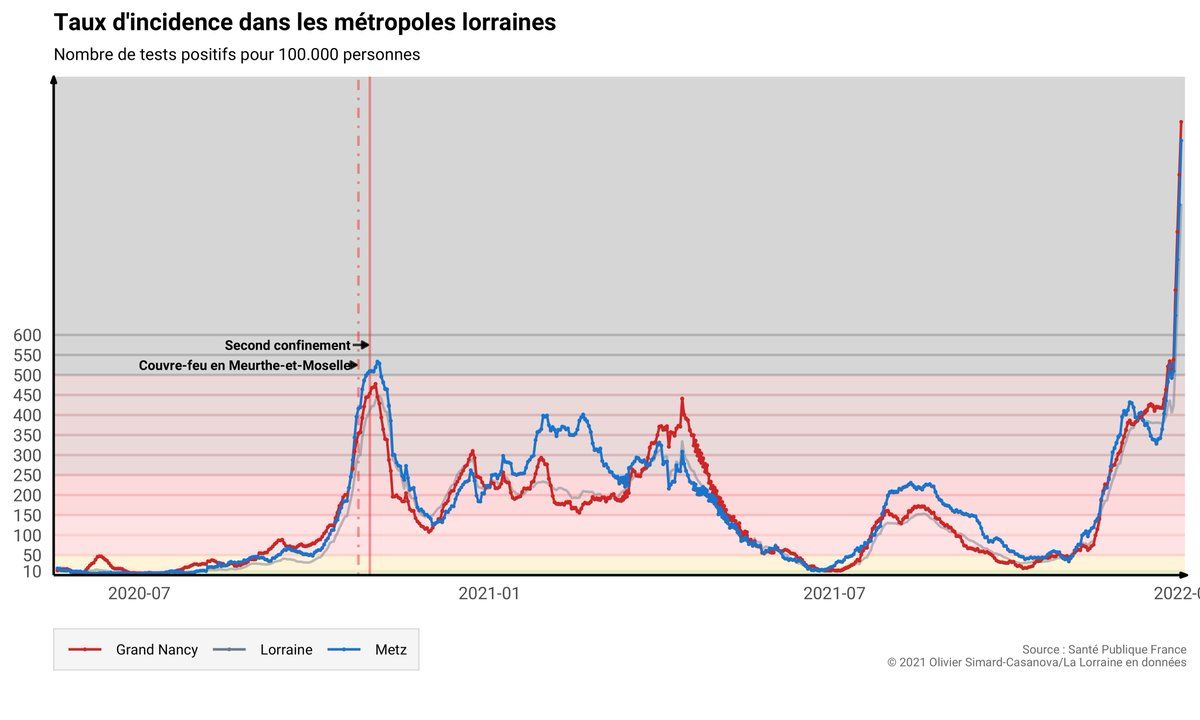 Taux d'incidence dans les métropoles lorraines
Nombre de tests positifs pour 100.000 personnes
600
Second confinement
550
Couvre-feu en Meurthe-et-Moselle
500
450
400
350
300
250
200
150
100
50
10
2020-07
2021-01
2021-07
2022-0
Grand Nancy
Lorraine
Metz
Source : Santé Publique France
© 2021 Olivier Simard-Casanova/La Lorraine en données